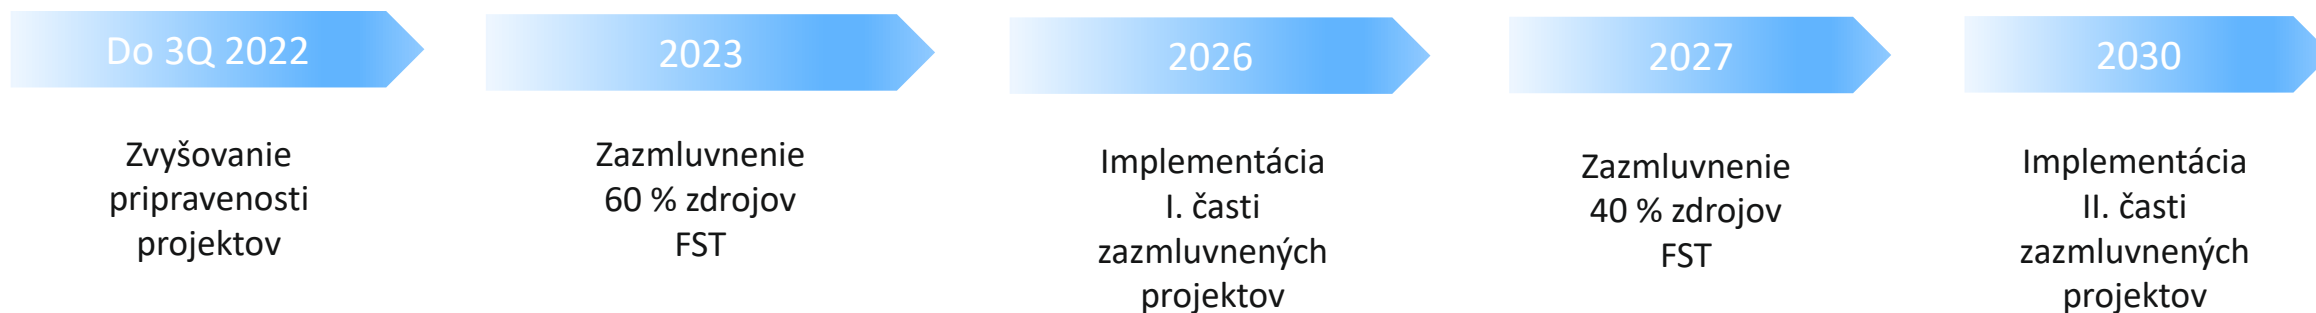 Do 3Q 2022
Zvyšovanie
pripravenosti
projektov
2023
Zazmluvnenie
60 % zdrojov
FST
2026
Implementácia
I. časti
zazmluvnených
projektov
2027
Zazmluvnenie
40 % zdrojov
FST
2030
Implementácia
II. časti
zazmluvnených
projektov